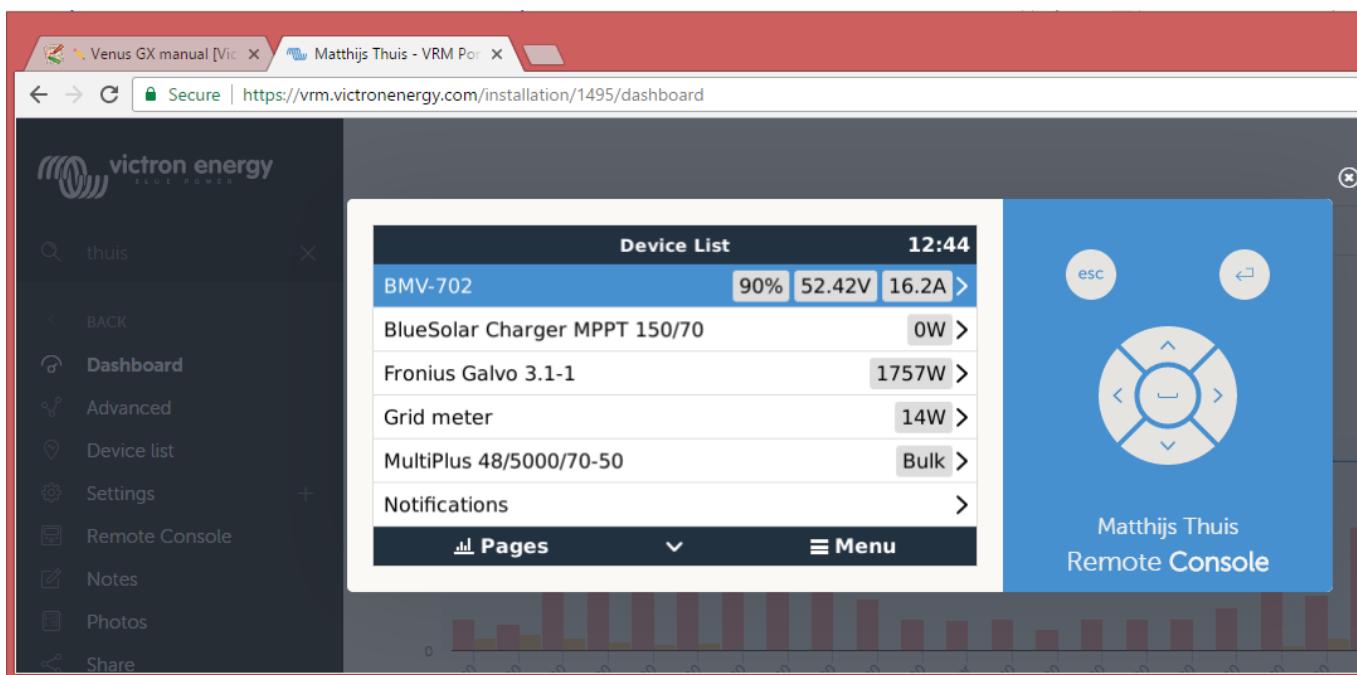 Venus GX manual [Vic
Matthijs Thuis - VRM Por
Secure | https://vrm.victronenergy.com/installation/1495/dashboard
victron energy
BLUE POWER
thuis
BACK
Dashboard
Advanced
Device list
Settings
Remote Console
Notes
Photos
Share
Device List 12:44
BMV-702 90% 52.42V 16.2A
BlueSolar Charger MPPT 150/70 0W
Fronius Galvo 3.1-1 1757W
Grid meter 14W
MultiPlus 48/5000/70-50 Bulk
Notifications
Pages Menu
esc
Matthijs Thuis
Remote Console
0